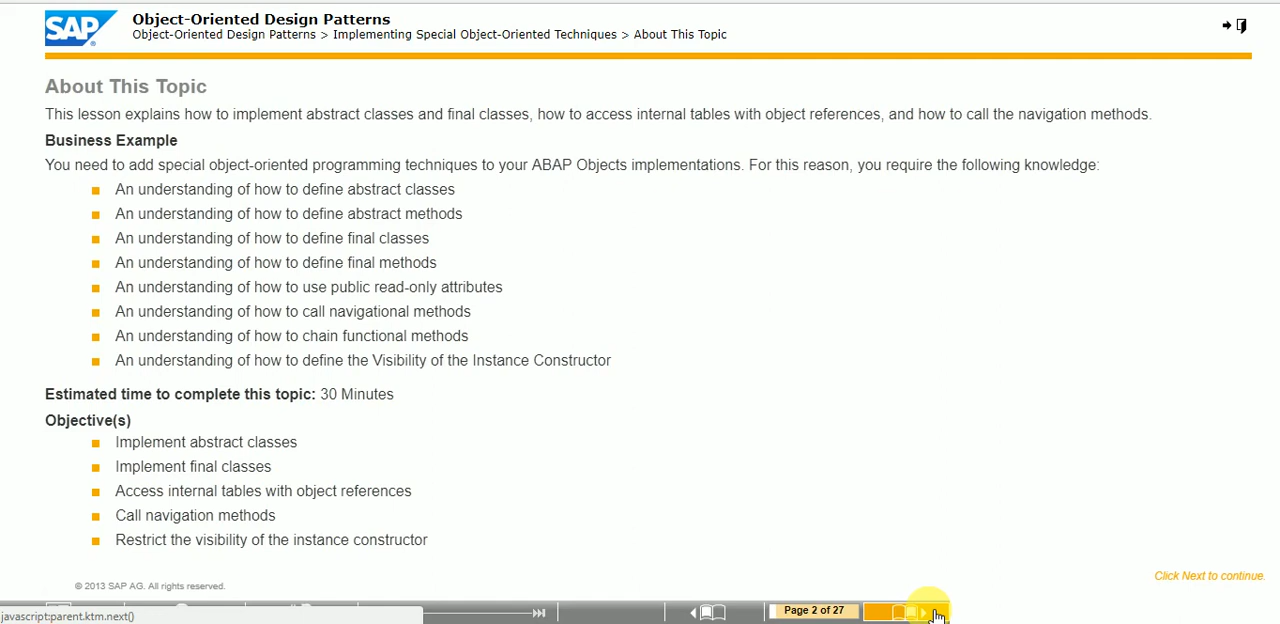 SAP
Object-Oriented Design Patterns
Object-Oriented Design Patterns > Implementing Special Object-Oriented Techniques > About This Topic
About This Topic
This lesson explains how to implement abstract classes and final classes, how to access internal tables with object references, and how to call the navigation methods.
Business Example
You need to add special object-oriented programming techniques to your ABAP Objects implementations. For this reason, you require the following knowledge:
An understanding of how to define abstract classes
An understanding of how to define abstract methods
An understanding of how to define final classes
An understanding of how to define final methods
An understanding of how to use public read-only attributes
An understanding of how to call navigational methods
An understanding of how to chain functional methods
An understanding of how to define the Visibility of the Instance Constructor
Estimated time to complete this topic: 30 Minutes
Objective(s)
Implement abstract classes
Implement final classes
Access internal tables with object references
Call navigation methods
Restrict the visibility of the instance constructor
Click Next to continue.
© 2013 SAP AG. All rights reserved.
Page 2 of 27
javascript:parent.ktm.next()